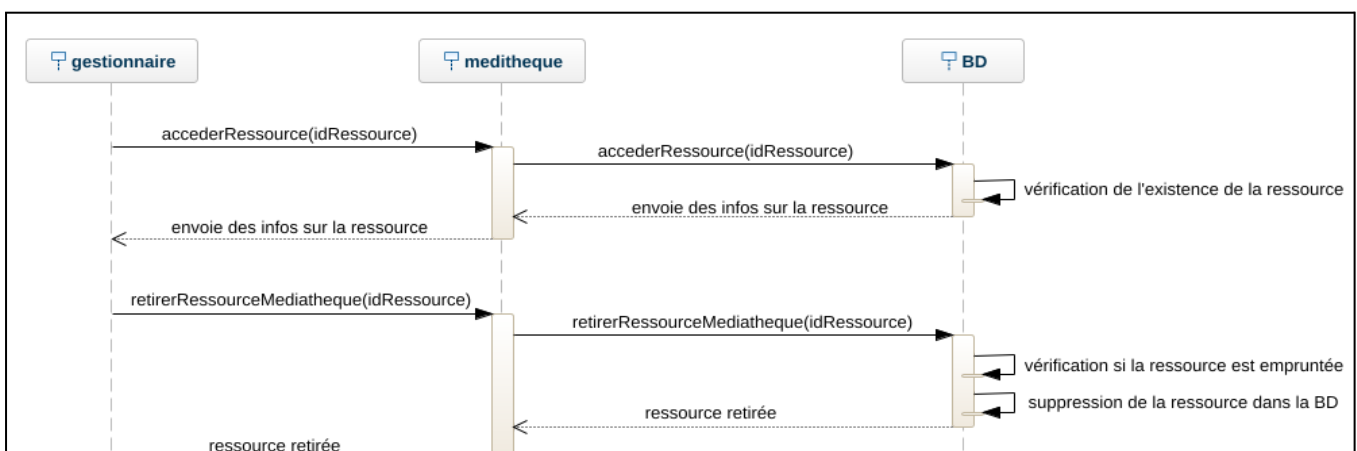 gestionnaire
meditheque
BD
accederRessource(idRessource)
accederRessource(idRessource)
vérification de l'existence de la ressource
envoie des infos sur la ressource
envoie des infos sur la ressource
retirerRessourceMediatheque(idRessource)
retirerRessourceMediatheque(idRessource)
vérification si la ressource est empruntée
suppression de la ressource dans la BD
ressource retirée
ressource retirée